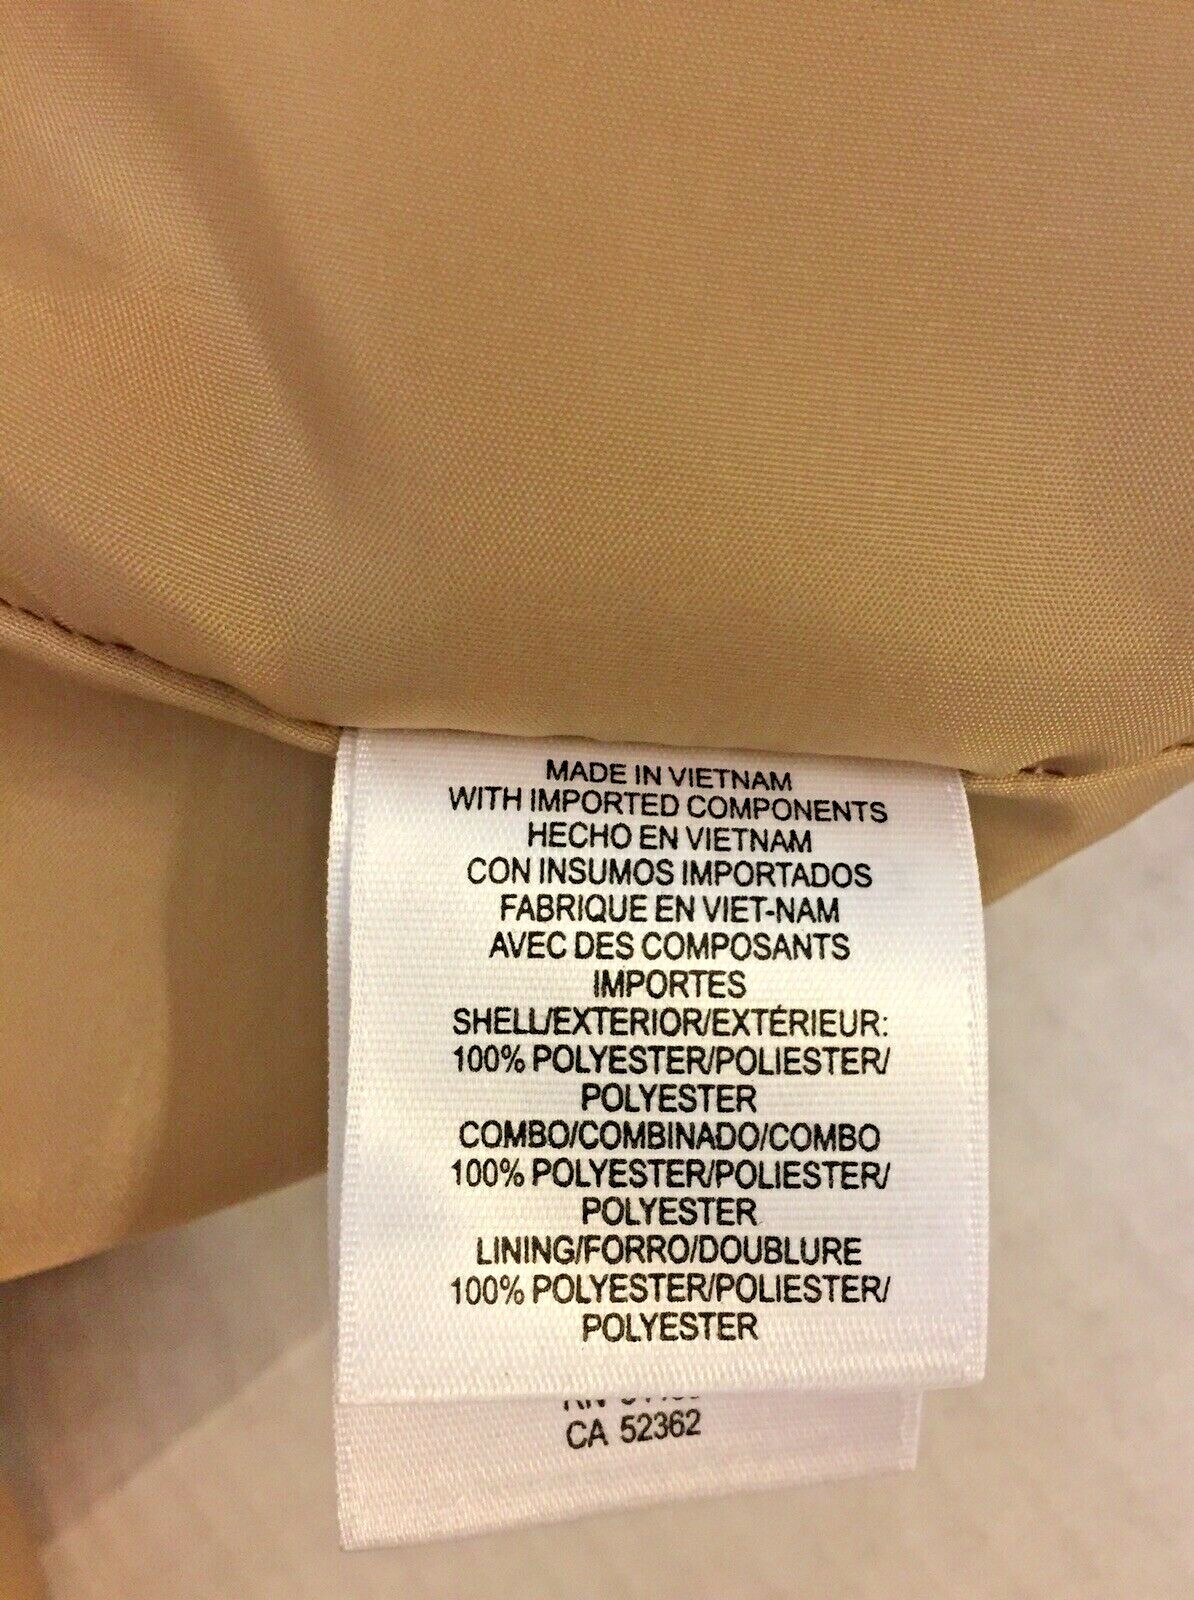 MADE IN VIETNAM
WITH IMPORTED COMPONENTS
HECHO EN VIETNAM
CON INSUMOS IMPORTADOS
FABRIQUE EN VIET-NAM
AVEC DES COMPOSANTS
IMPORTES
SHELL/EXTERIOR/EXTÉRIEUR:
100% POLYESTER/POLIESTER/
POLYESTER
COMBO/COMBINADO/COMBO
100% POLYESTER/POLIESTER/
POLYESTER
LINING/FORRO/DOUBLURE
100% POLYESTER/POLIESTER/
POLYESTER
RN
CA 52362